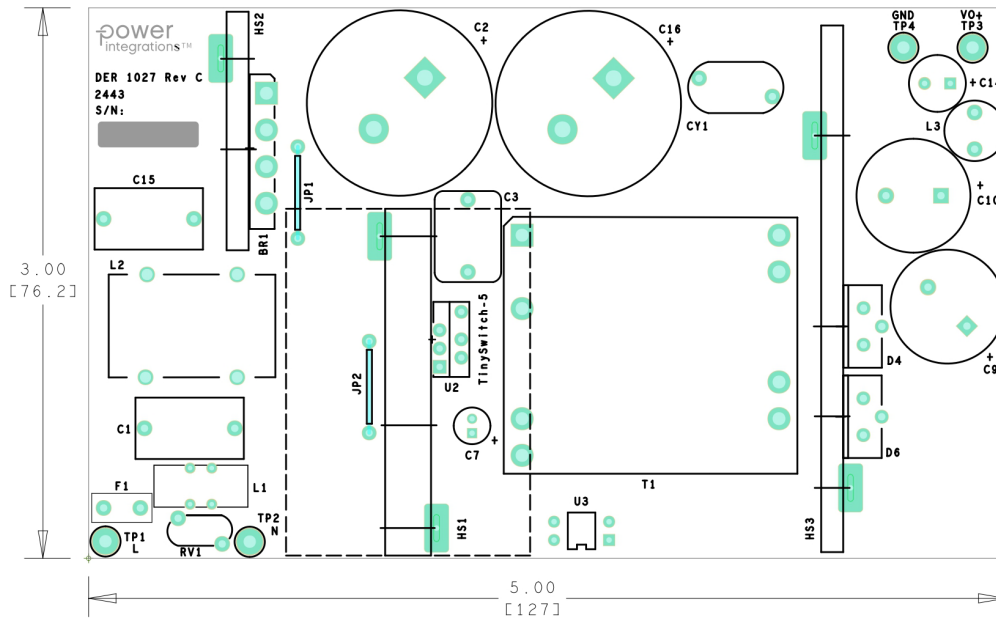 power
integrations™
DER 1027 Rev C
2443
S/N:
HS2
C2
+
C16
+
GND
TP4
VO+
TP3
CY1
+
L3
C15
JP1
C3
+
C10
BR1
L2
3.00
[76.2]
TinySwitch-5
+
U2
JP2
D4
+
C9
C1
+
C7
D6
F1
L1
T1
TP1
L
RV1
TP2
N
HS1
U3
HS3
5.00
[127]